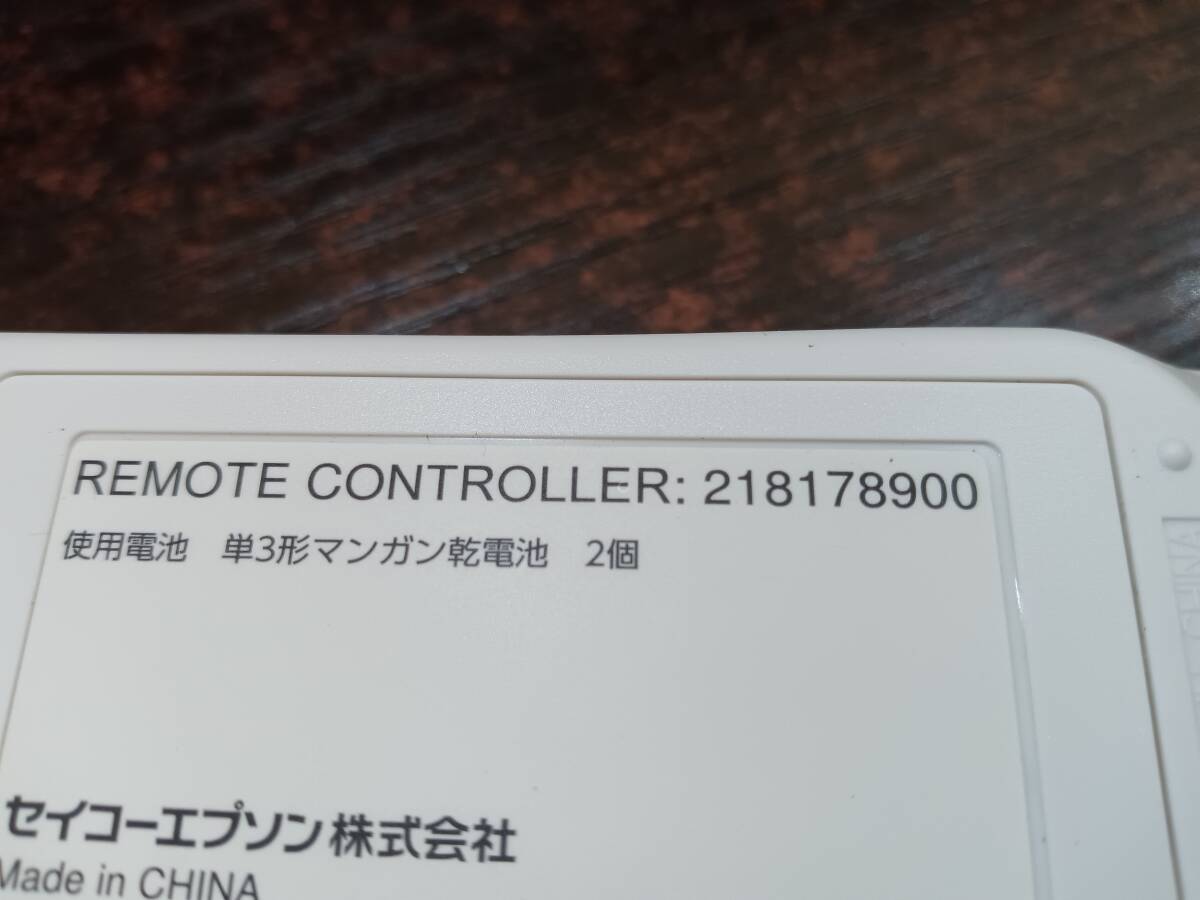 REMOTE CONTROLLER: 218178900
使用電池　単3形マンガン乾電池　2個
セイコーエプソン株式会社
Made in CHINA